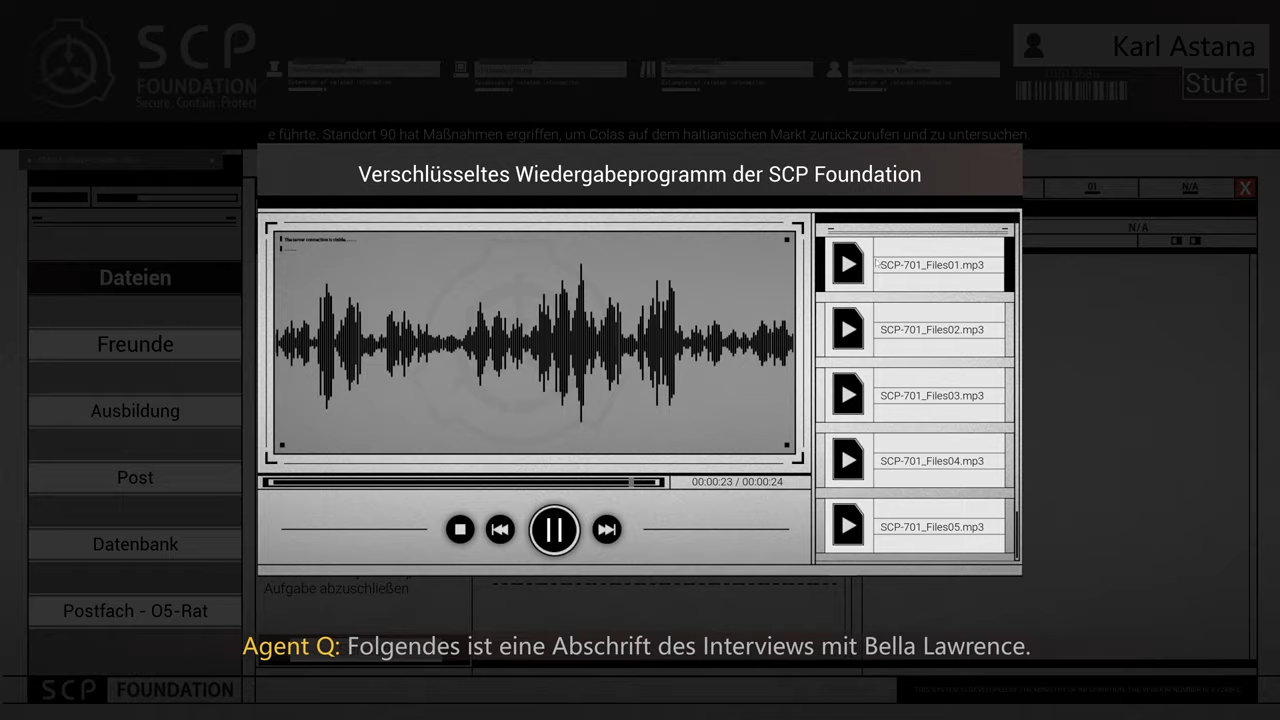 SCP
FOUNDATION
Secure. Contain. Protect
Karl Astana
Stufe 1
e führte. Standort 90 hat Maßnahmen ergriffen, um Colas auf dem haitianischen Markt zurückzurufen und zu untersuchen.
Verschlüsseltes Wiedergabeprogramm der SCP Foundation
01
N/A
X
N/A
SCP-701_Files01.mp3
SCP-701_Files02.mp3
SCP-701_Files03.mp3
SCP-701_Files04.mp3
SCP-701_Files05.mp3
00:00:23 / 00:00:24
Dateien
Freunde
Ausbildung
Post
Datenbank
Postfach - O5-Rat
Aufgabe abzuschließen
Agent Q: Folgendes ist eine Abschrift des Interviews mit Bella Lawrence.
SCP FOUNDATION